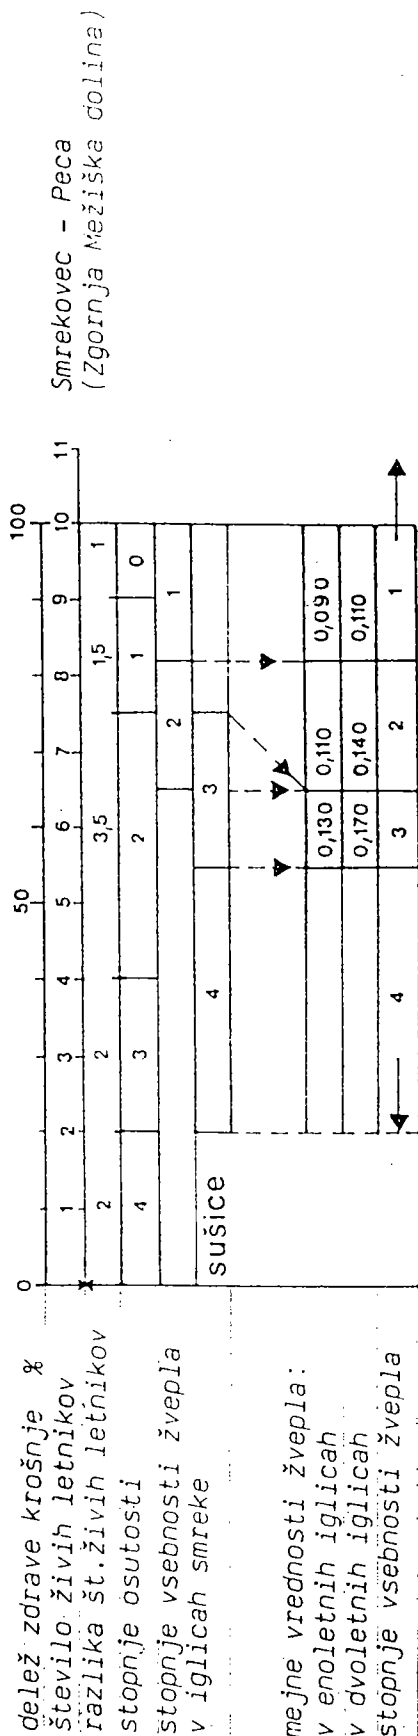 Smrekovec - Peca
(Zgornja Mežiška dolina)
delež zdrave krošnje % 0 50 100
število živih letnikov 1 2 3 4 5 6 7 8 9 10 11
razlika št. živih letnikov 2 2 3,5 1,5 1
stopnje osutosti 4 3 2 1 0
stopnje vsebnosti žvepla 2 1
v iglicah smreke sušice 4 3
mejne vrednosti žvepla:
v enoletnih iglicah 0,130 0,110 0,090
v dvoletnih iglicah 0,170 0,140 0,110
stopnje vsebnosti žvepla 4 3 2 1